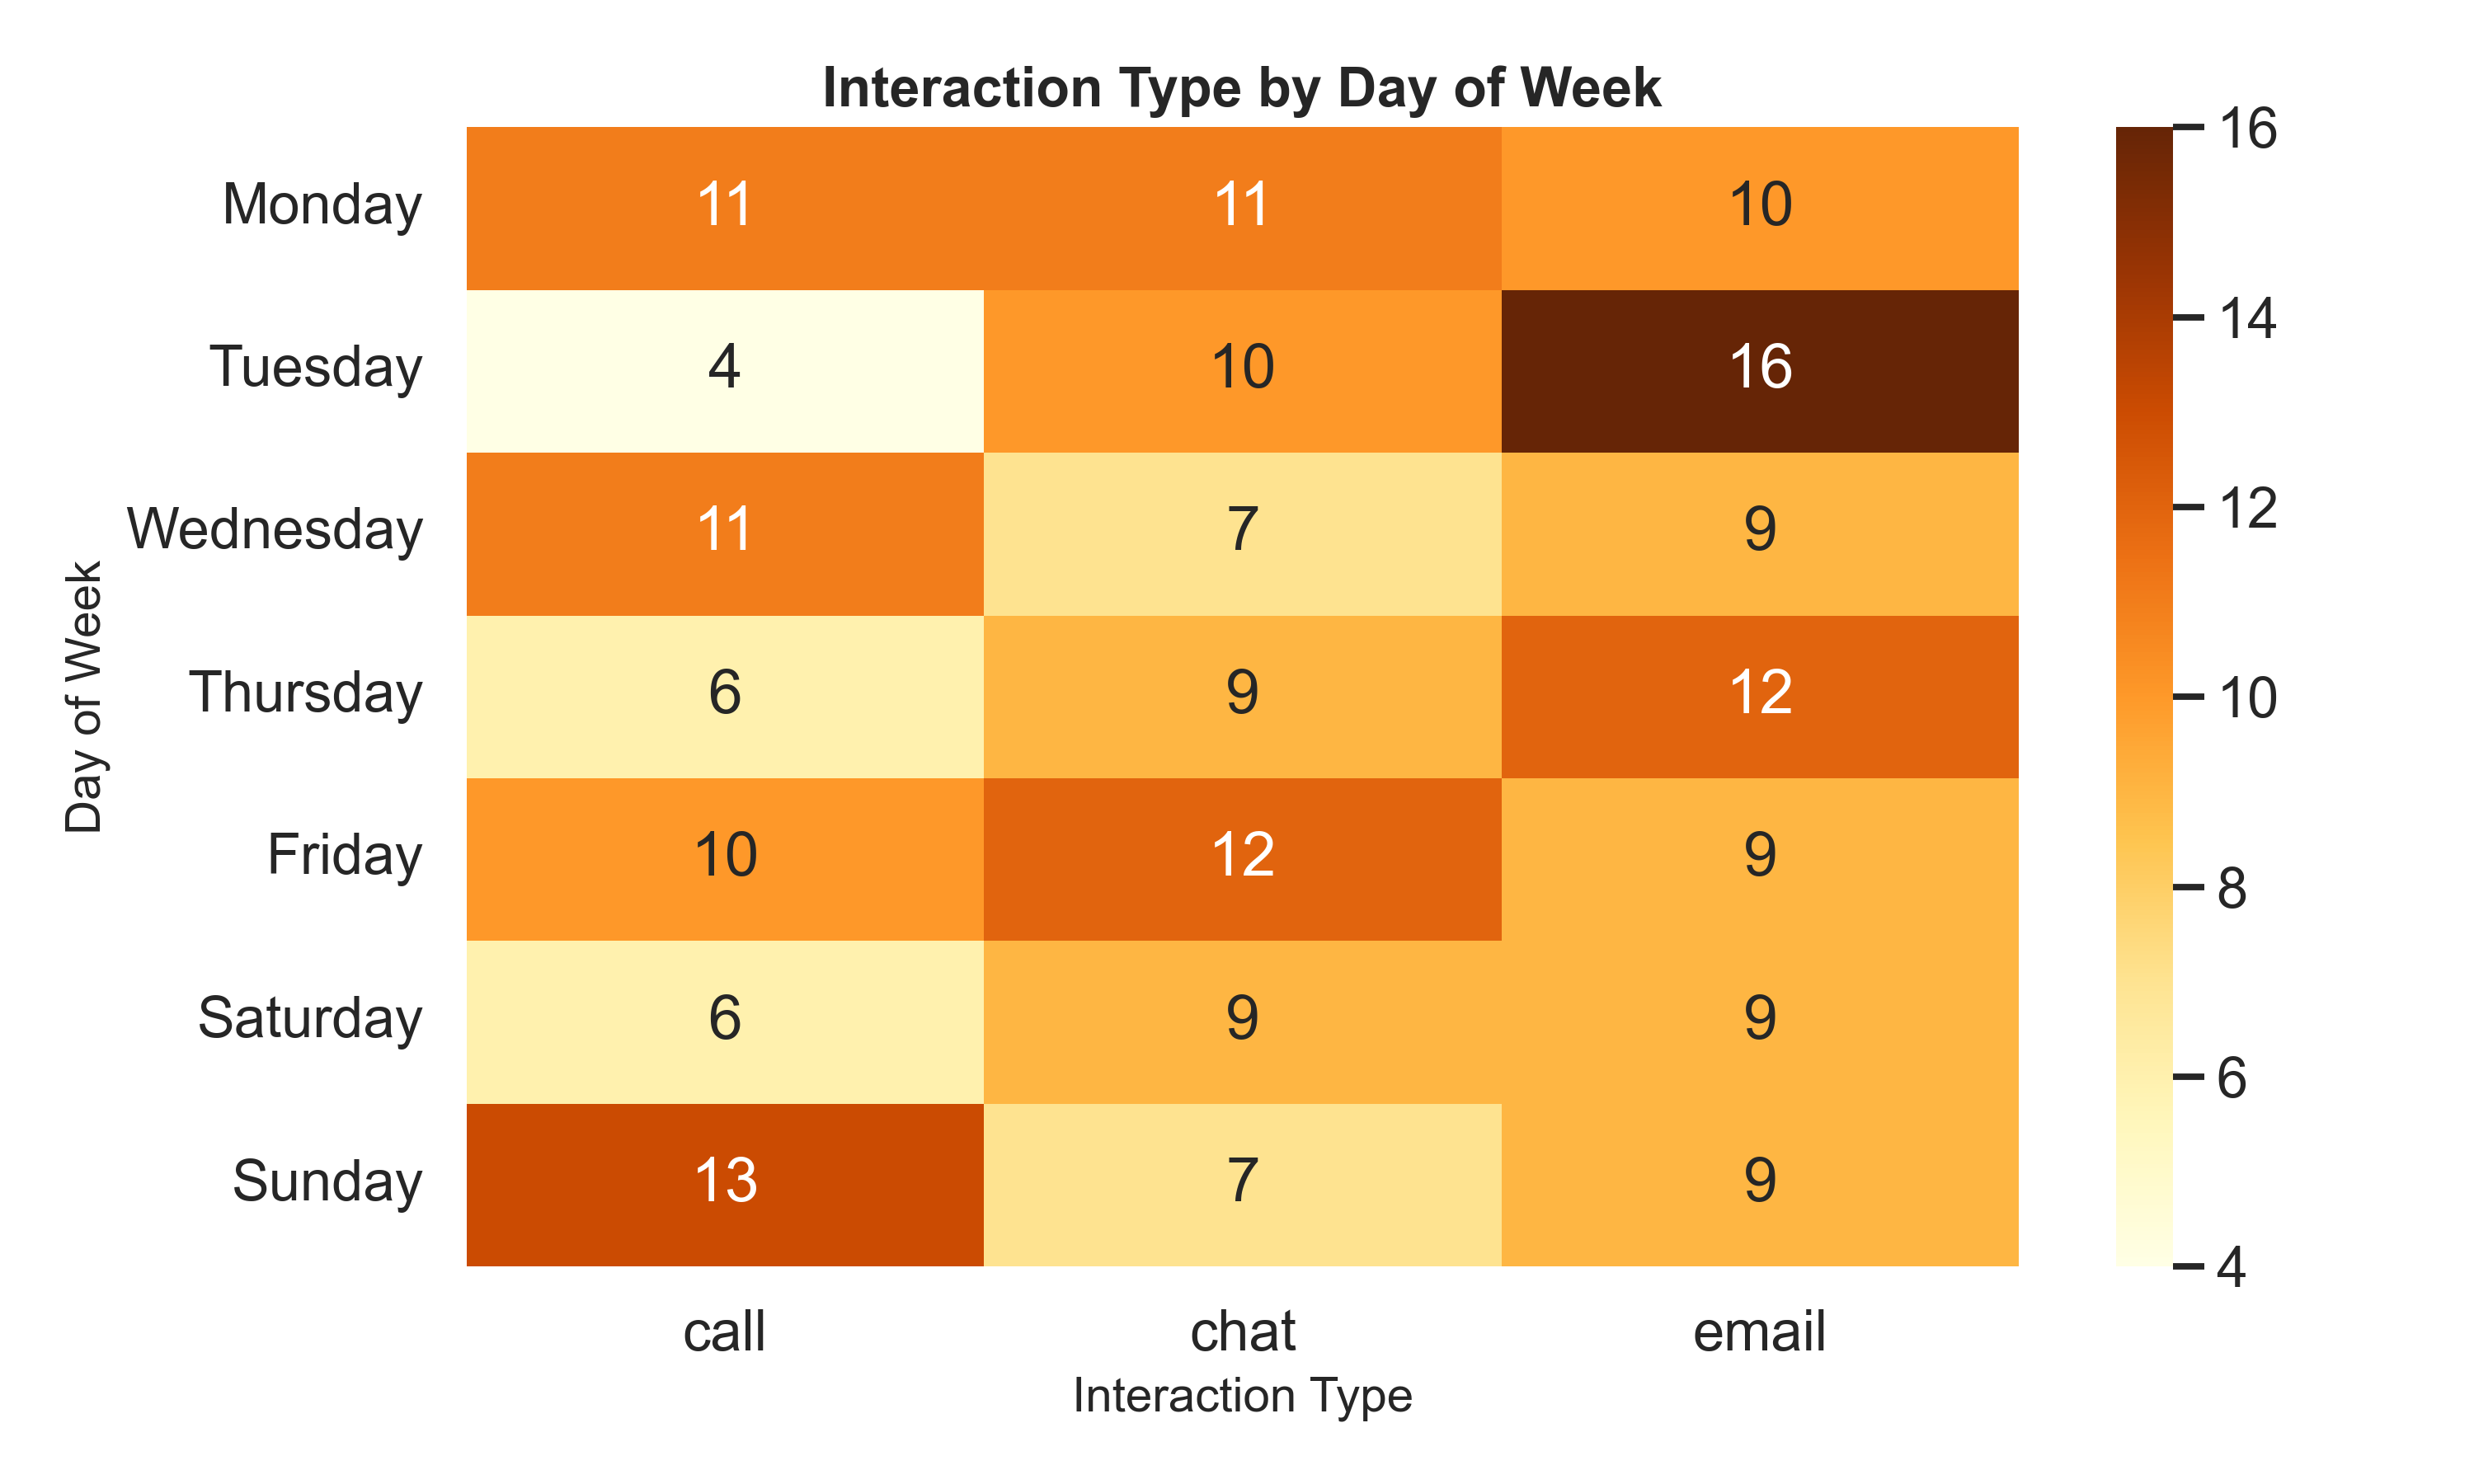 Interaction Type by Day of Week
Monday 11 11 10
Tuesday 4 10 16
Wednesday 11 7 9
Thursday 6 9 12
Friday 10 12 9
Saturday 6 9 9
Sunday 13 7 9
call chat email
Interaction Type
Day of Week
16
14
12
10
8
6
4